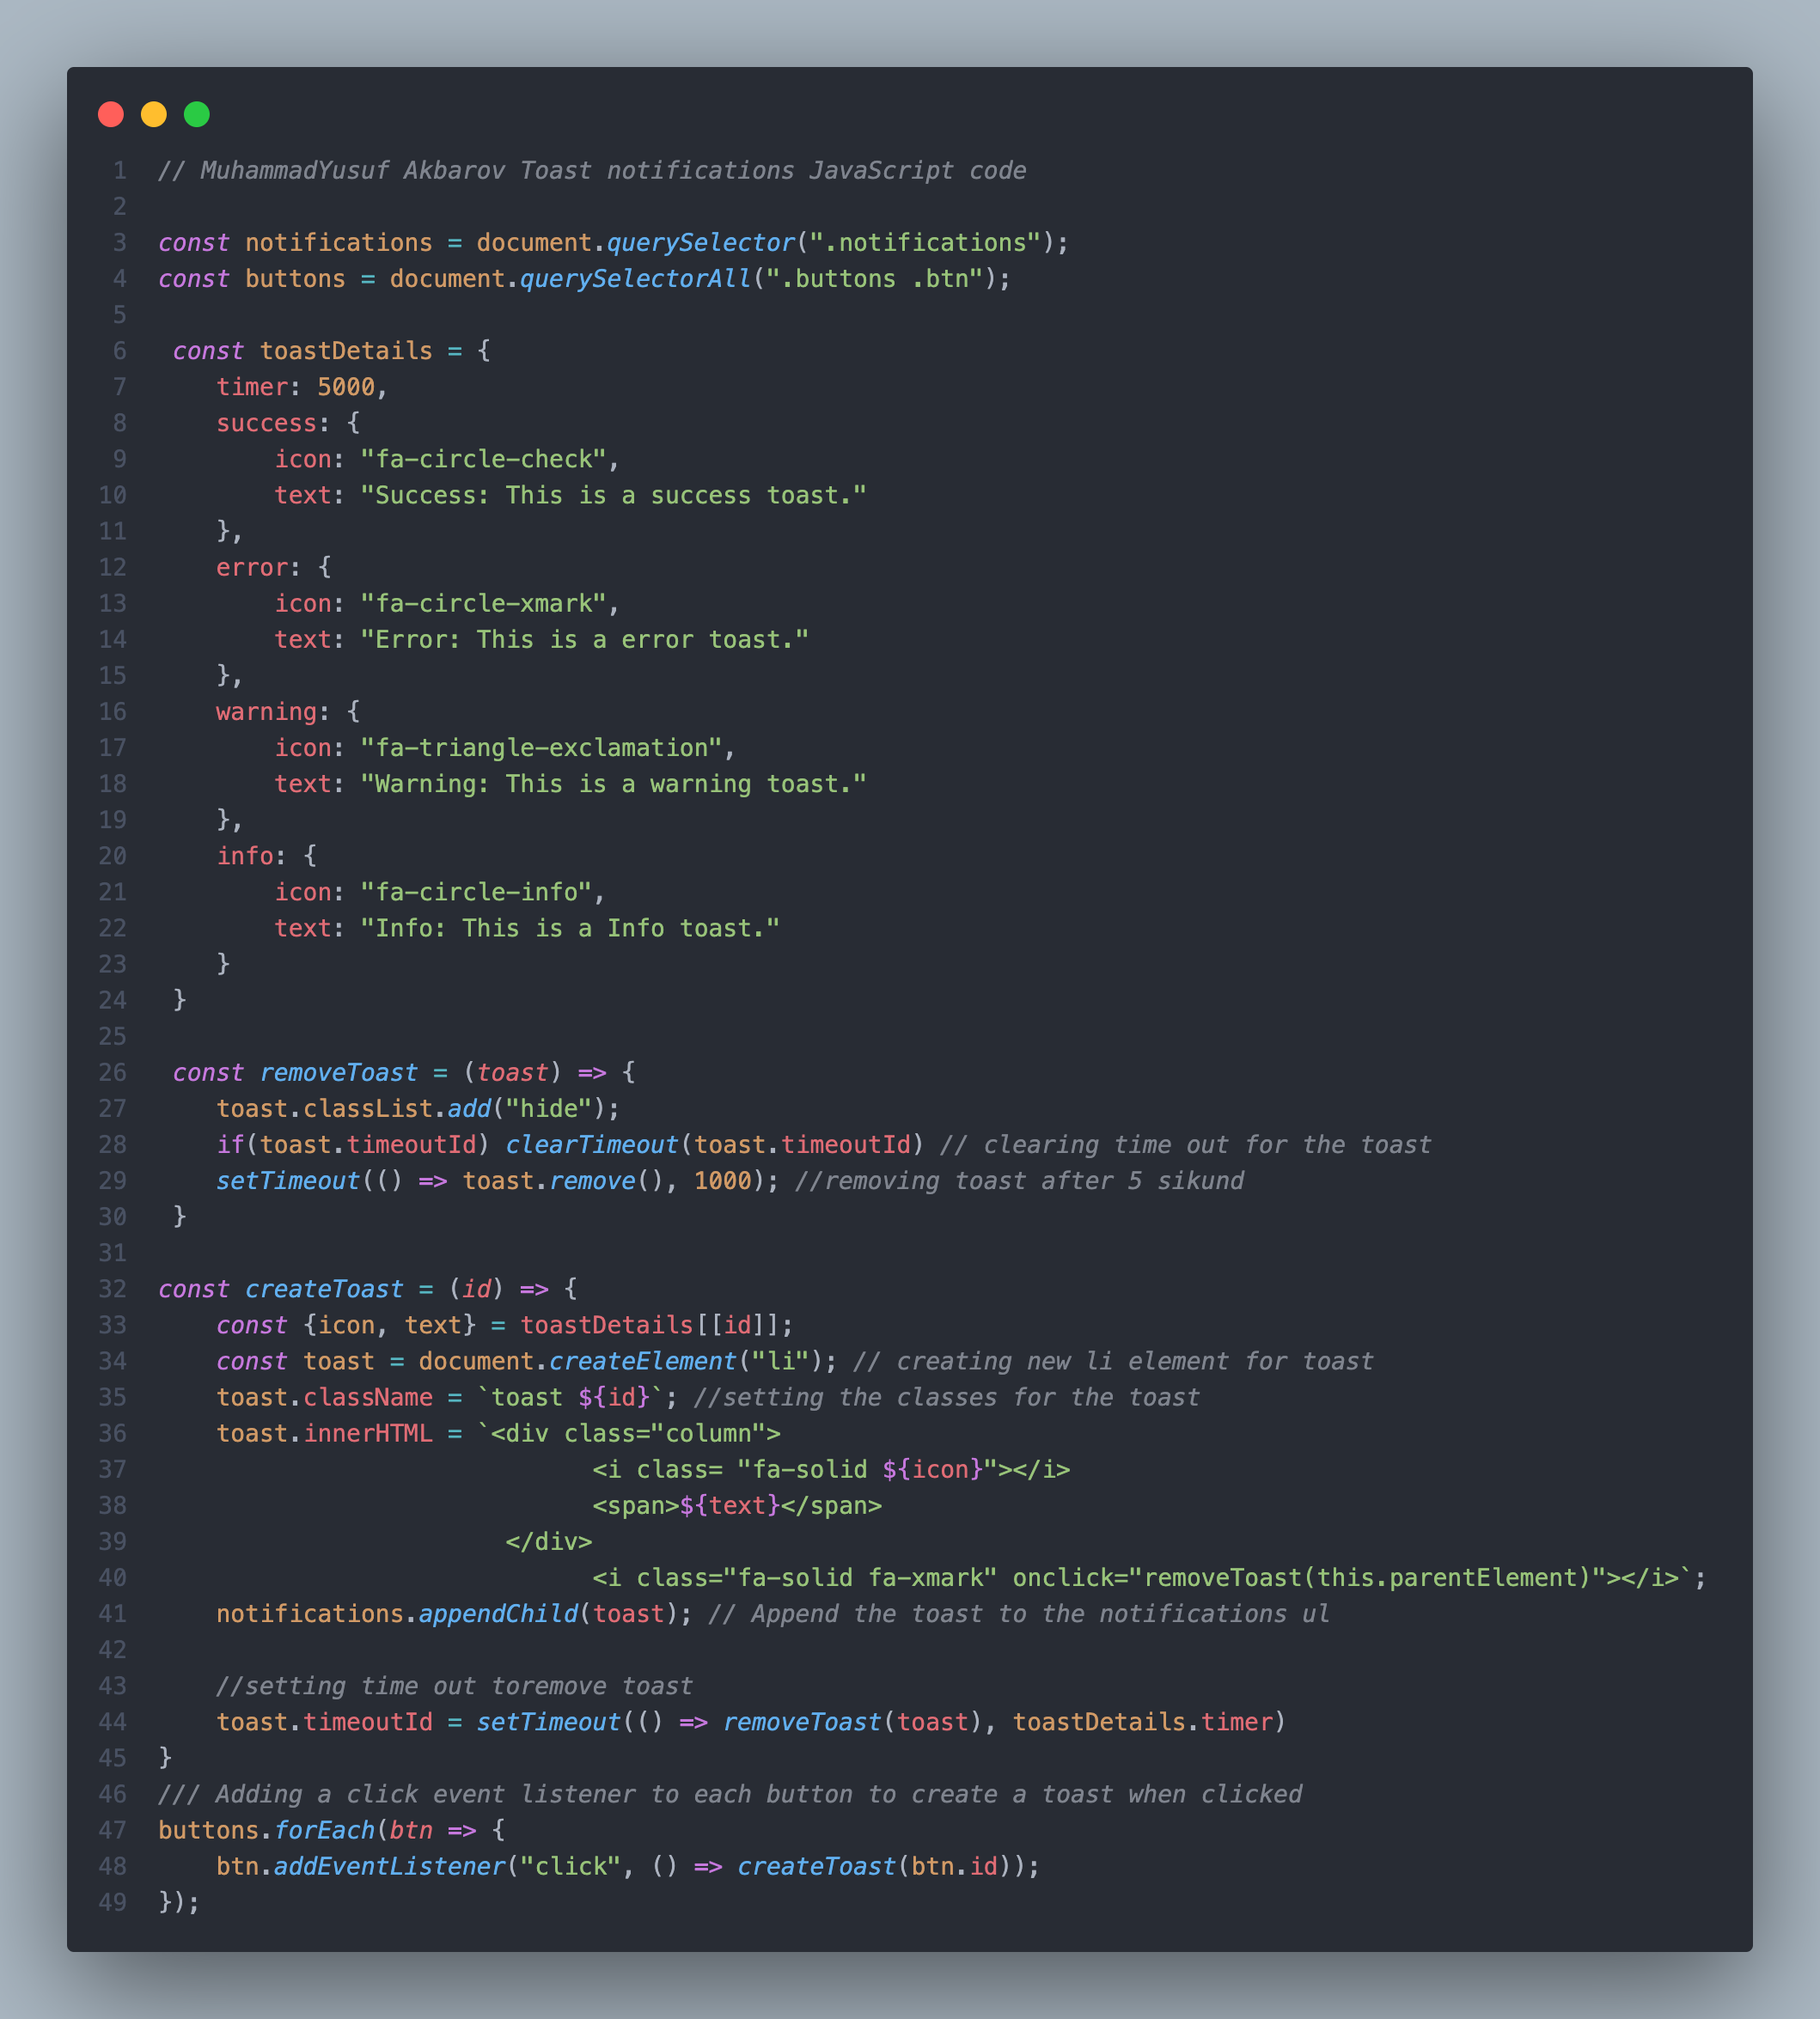 1 // MuhammadYusuf Akbarov Toast notifications JavaScript code
2
3 const notifications = document.querySelector(".notifications");
4 const buttons = document.querySelectorAll(".buttons .btn");
5
6  const toastDetails = {
7     timer: 5000,
8     success: {
9         icon: "fa-circle-check",
10         text: "Success: This is a success toast."
11     },
12     error: {
13         icon: "fa-circle-xmark",
14         text: "Error: This is a error toast."
15     },
16     warning: {
17         icon: "fa-triangle-exclamation",
18         text: "Warning: This is a warning toast."
19     },
20     info: {
21         icon: "fa-circle-info",
22         text: "Info: This is a Info toast."
23     }
24  }
25
26  const removeToast = (toast) => {
27     toast.classList.add("hide");
28     if(toast.timeoutId) clearTimeout(toast.timeoutId) // clearing time out for the toast
29     setTimeout(() => toast.remove(), 1000); //removing toast after 5 sikund
30  }
31
32 const createToast = (id) => {
33     const {icon, text} = toastDetails[[id]];
34     const toast = document.createElement("li"); // creating new li element for toast
35     toast.className = `toast ${id}`; //setting the classes for the toast
36     toast.innerHTML = `<div class="column">
37                               <i class= "fa-solid ${icon}"></i>
38                               <span>${text}</span>
39                         </div>
40                               <i class="fa-solid fa-xmark" onclick="removeToast(this.parentElement)"></i>`;
41     notifications.appendChild(toast); // Append the toast to the notifications ul
42
43     //setting time out toremove toast
44     toast.timeoutId = setTimeout(() => removeToast(toast), toastDetails.timer)
45 }
46 /// Adding a click event listener to each button to create a toast when clicked
47 buttons.forEach(btn => {
48     btn.addEventListener("click", () => createToast(btn.id));
49 });